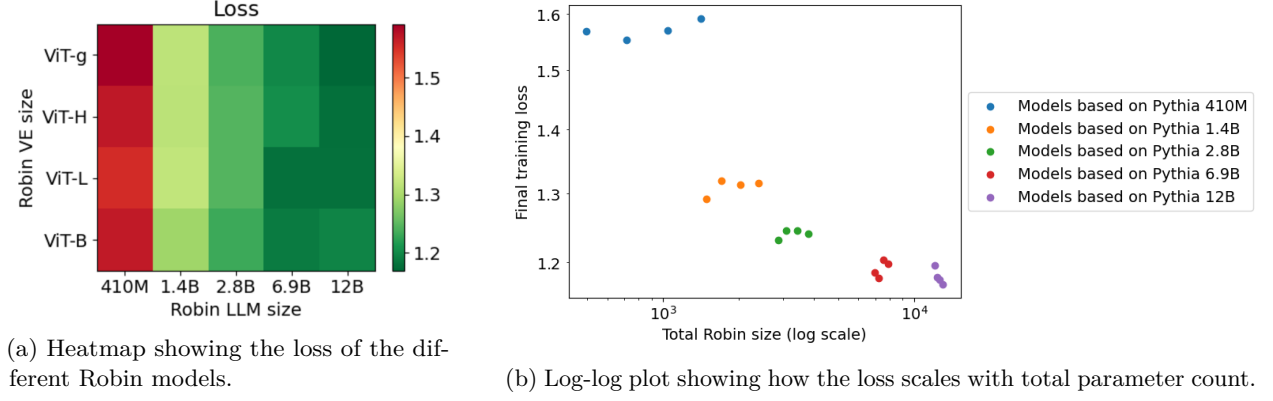 Loss
Robin VE size
ViT-g
ViT-H
ViT-L
ViT-B
410M 1.4B 2.8B 6.9B 12B
Robin LLM size
1.5
1.4
1.3
1.2
(a) Heatmap showing the loss of the dif-
ferent Robin models.
Final training loss
1.6
1.5
1.4
1.3
1.2
10³ 10⁴
Total Robin size (log scale)
Models based on Pythia 410M
Models based on Pythia 1.4B
Models based on Pythia 2.8B
Models based on Pythia 6.9B
Models based on Pythia 12B
(b) Log-log plot showing how the loss scales with total parameter count.